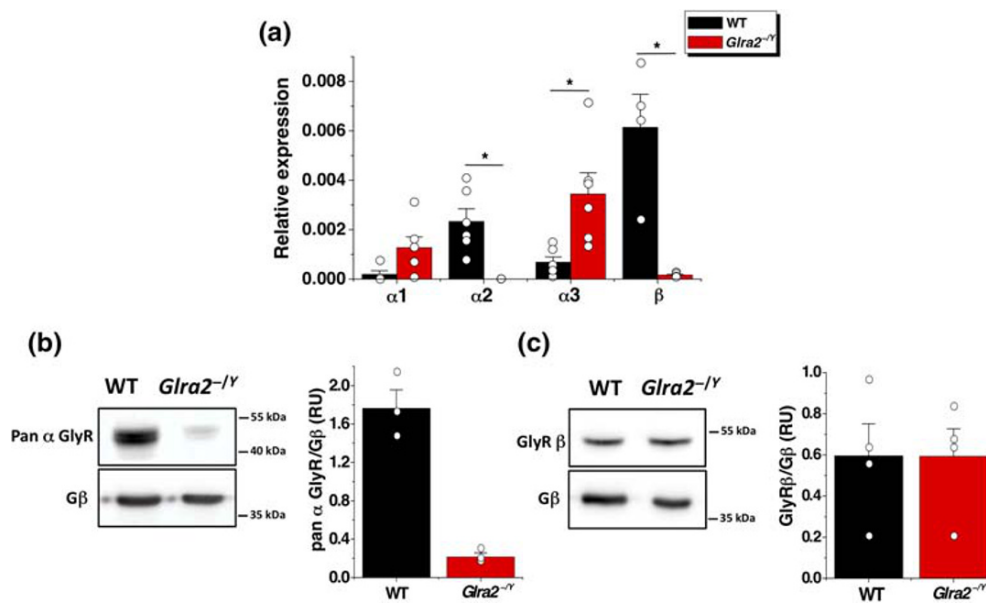 (a)
WT
Glra2–/Y
Relative expression
0.008
0.006
0.004
0.002
0.000
*
*
*
α1
α2
α3
β
(b)
WT Glra2–/Y
Pan α GlyR
55 kDa
40 kDa
Gβ
35 kDa
pan α GlyR/Gβ (RU)
2.0
1.6
1.2
0.8
0.4
0.0
WT
Glra2–/Y
(c)
WT Glra2–/Y
GlyR β
55 kDa
Gβ
35 kDa
GlyRβ/Gβ (RU)
1.0
0.8
0.6
0.4
0.2
0.0
WT
Glra2–/Y